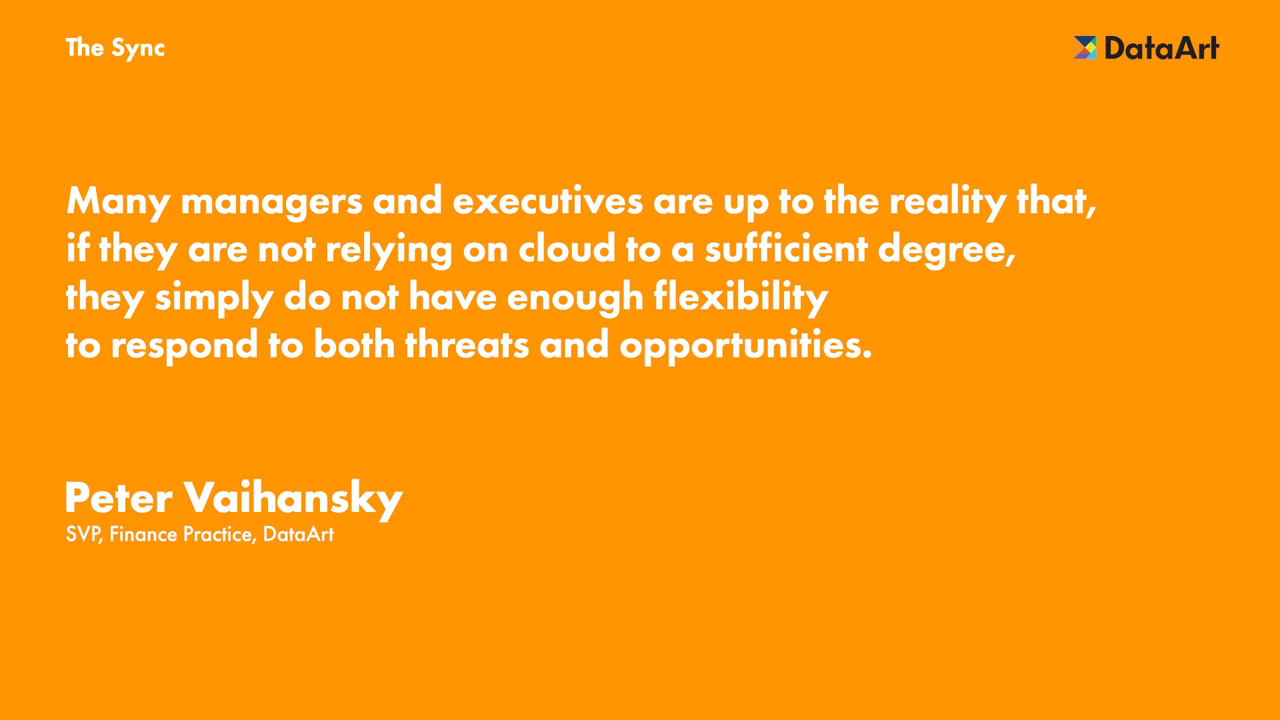 The Sync
DataArt
Many managers and executives are up to the reality that,
if they are not relying on cloud to a sufficient degree,
they simply do not have enough flexibility
to respond to both threats and opportunities.
Peter Vaihansky
SVP, Finance Practice, DataArt